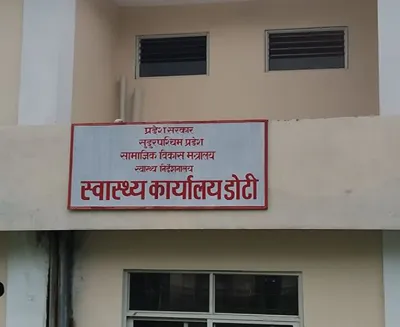 प्रदेश सरकार
सुदूरपश्चिम प्रदेश
सामाजिक विकास मन्त्रालय
स्वास्थ्य निर्देशनालय
स्वास्थ्य कार्यालय डोटी